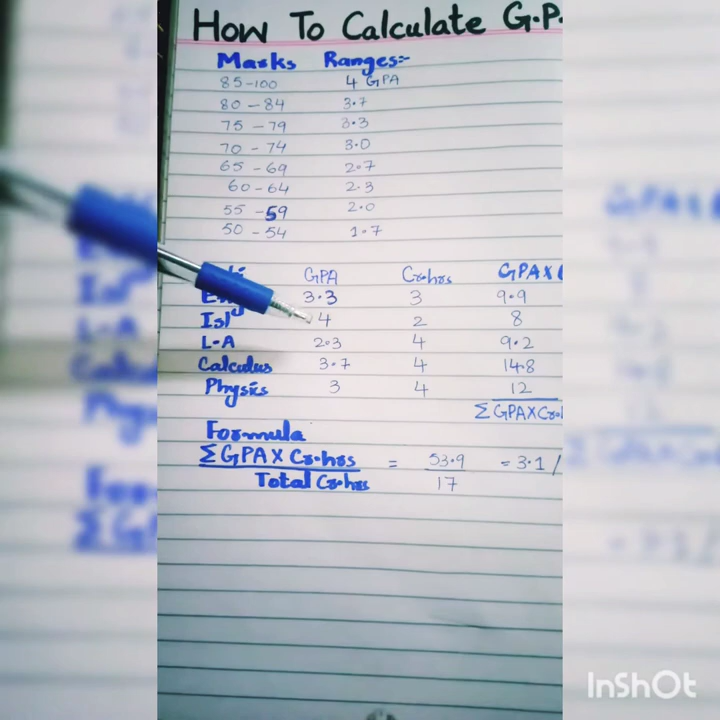 How To Calculate G.P.
Marks Ranges:-
85-100 4 GPA
80 - 84 3.7
75 - 79 3.3
70 - 74 3.0
65 - 69 2.7
60-64 2.3
55 - 59 2.0
50 - 54 1.7
GPA Cr.hrs GPAX
3.3 3 9.9
Isl 4 2 8
L-A 2.3 4 9.2
Calculus 3.7 4 14.8
Physics 3 4 12
ΣGPAXCr.
Formula
ΣGPA X Cr.hrs = 53.9 = 3.1/
Total Cr.hrs 17
InShOt